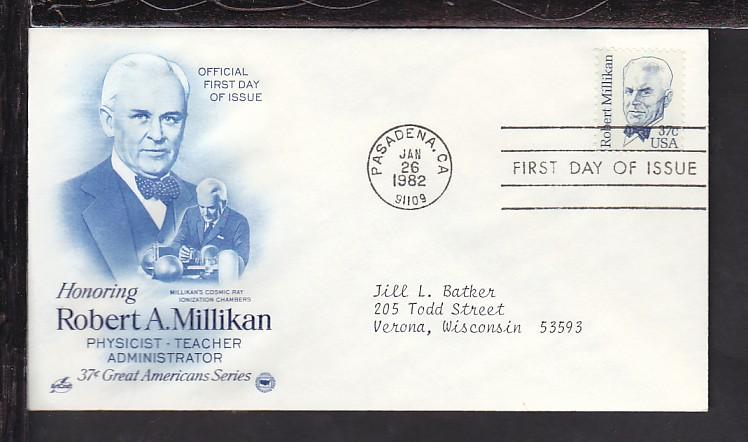 OFFICIAL
FIRST DAY
OF ISSUE
MILLIKAN'S COSMIC RAY
IONIZATION CHAMBERS
Honoring
Robert A. Millikan
PHYSICIST - TEACHER
ADMINISTRATOR
37¢ Great Americans Series
PASADENA, CA
JAN
26
1982
91109
Robert Millikan
37c
USA
FIRST DAY OF ISSUE
Jill L. Batker
205 Todd Street
Verona, Wisconsin 53593